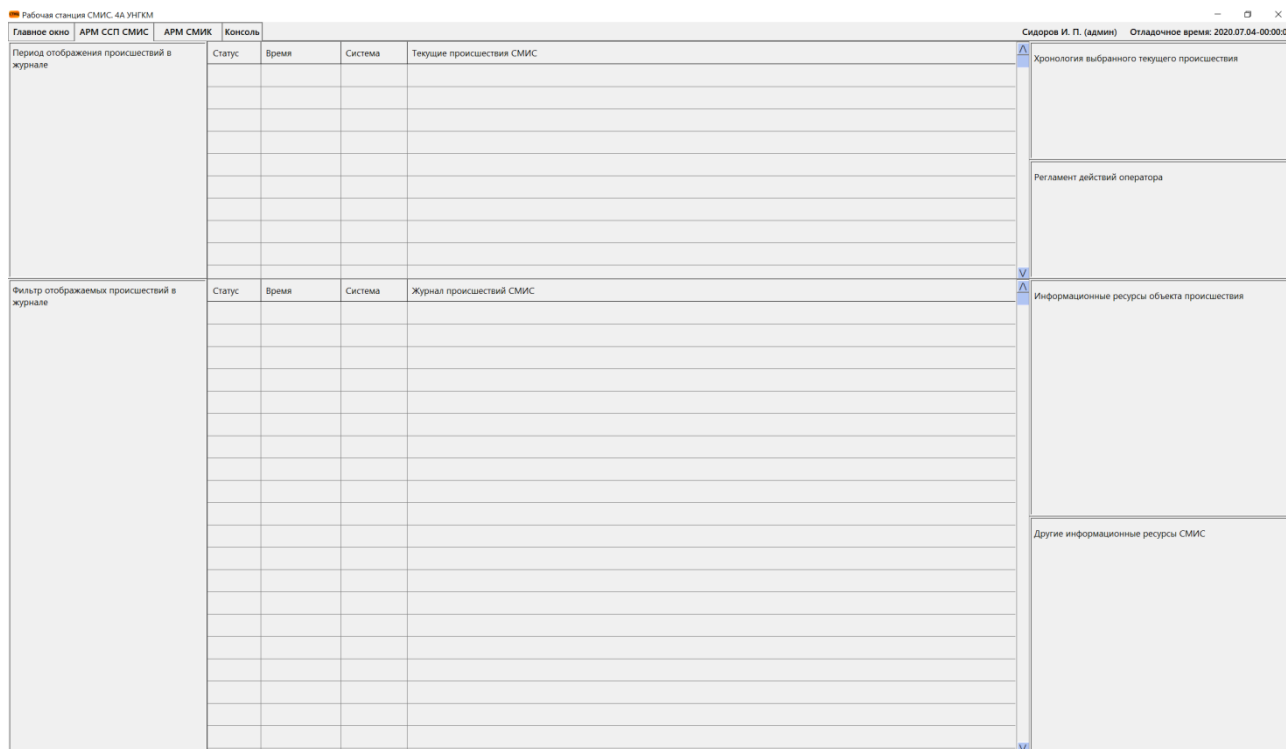 Рабочая станция СМИС. 4А УНГКМ
Главное окно АРМ ССП СМИС АРМ СМИК Консоль
Сидоров И. П. (админ) Отладочное время: 2020.07.04-00:00:0
Период отображения происшествий в
журнале
Статус Время Система Текущие происшествия СМИС
Хронология выбранного текущего происшествия
Регламент действий оператора
Фильтр отображаемых происшествий в
журнале
Статус Время Система Журнал происшествий СМИС
Информационные ресурсы объекта происшествия
Другие информационные ресурсы СМИС